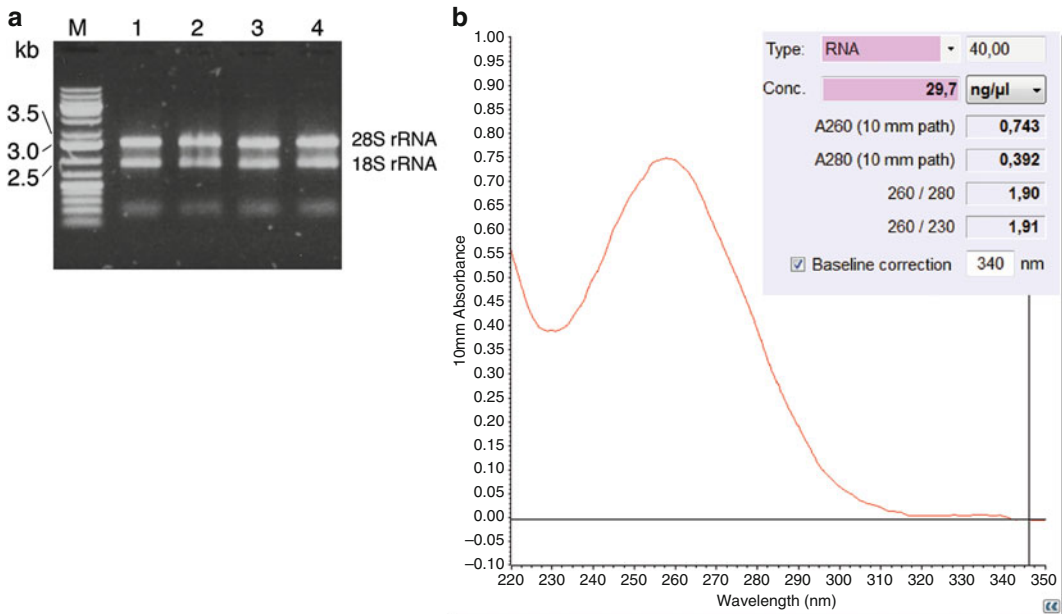 a
M 1 2 3 4
kb
3.5
3.0
2.5
28S rRNA
18S rRNA
b
1.00
0.95
0.90
0.85
0.80
0.75
0.70
0.65
0.60
0.55
0.50
0.45
0.40
0.35
0.30
0.25
0.20
0.15
0.10
0.05
0.00
–0.05
–0.10
10mm Absorbance
220 230 240 250 260 270 280 290 300 310 320 330 340 350
Wavelength (nm)
Type: RNA 40,00
Conc. 29,7 ng/µl
A260 (10 mm path) 0,743
A280 (10 mm path) 0,392
260 / 280 1,90
260 / 230 1,91
Baseline correction 340 nm